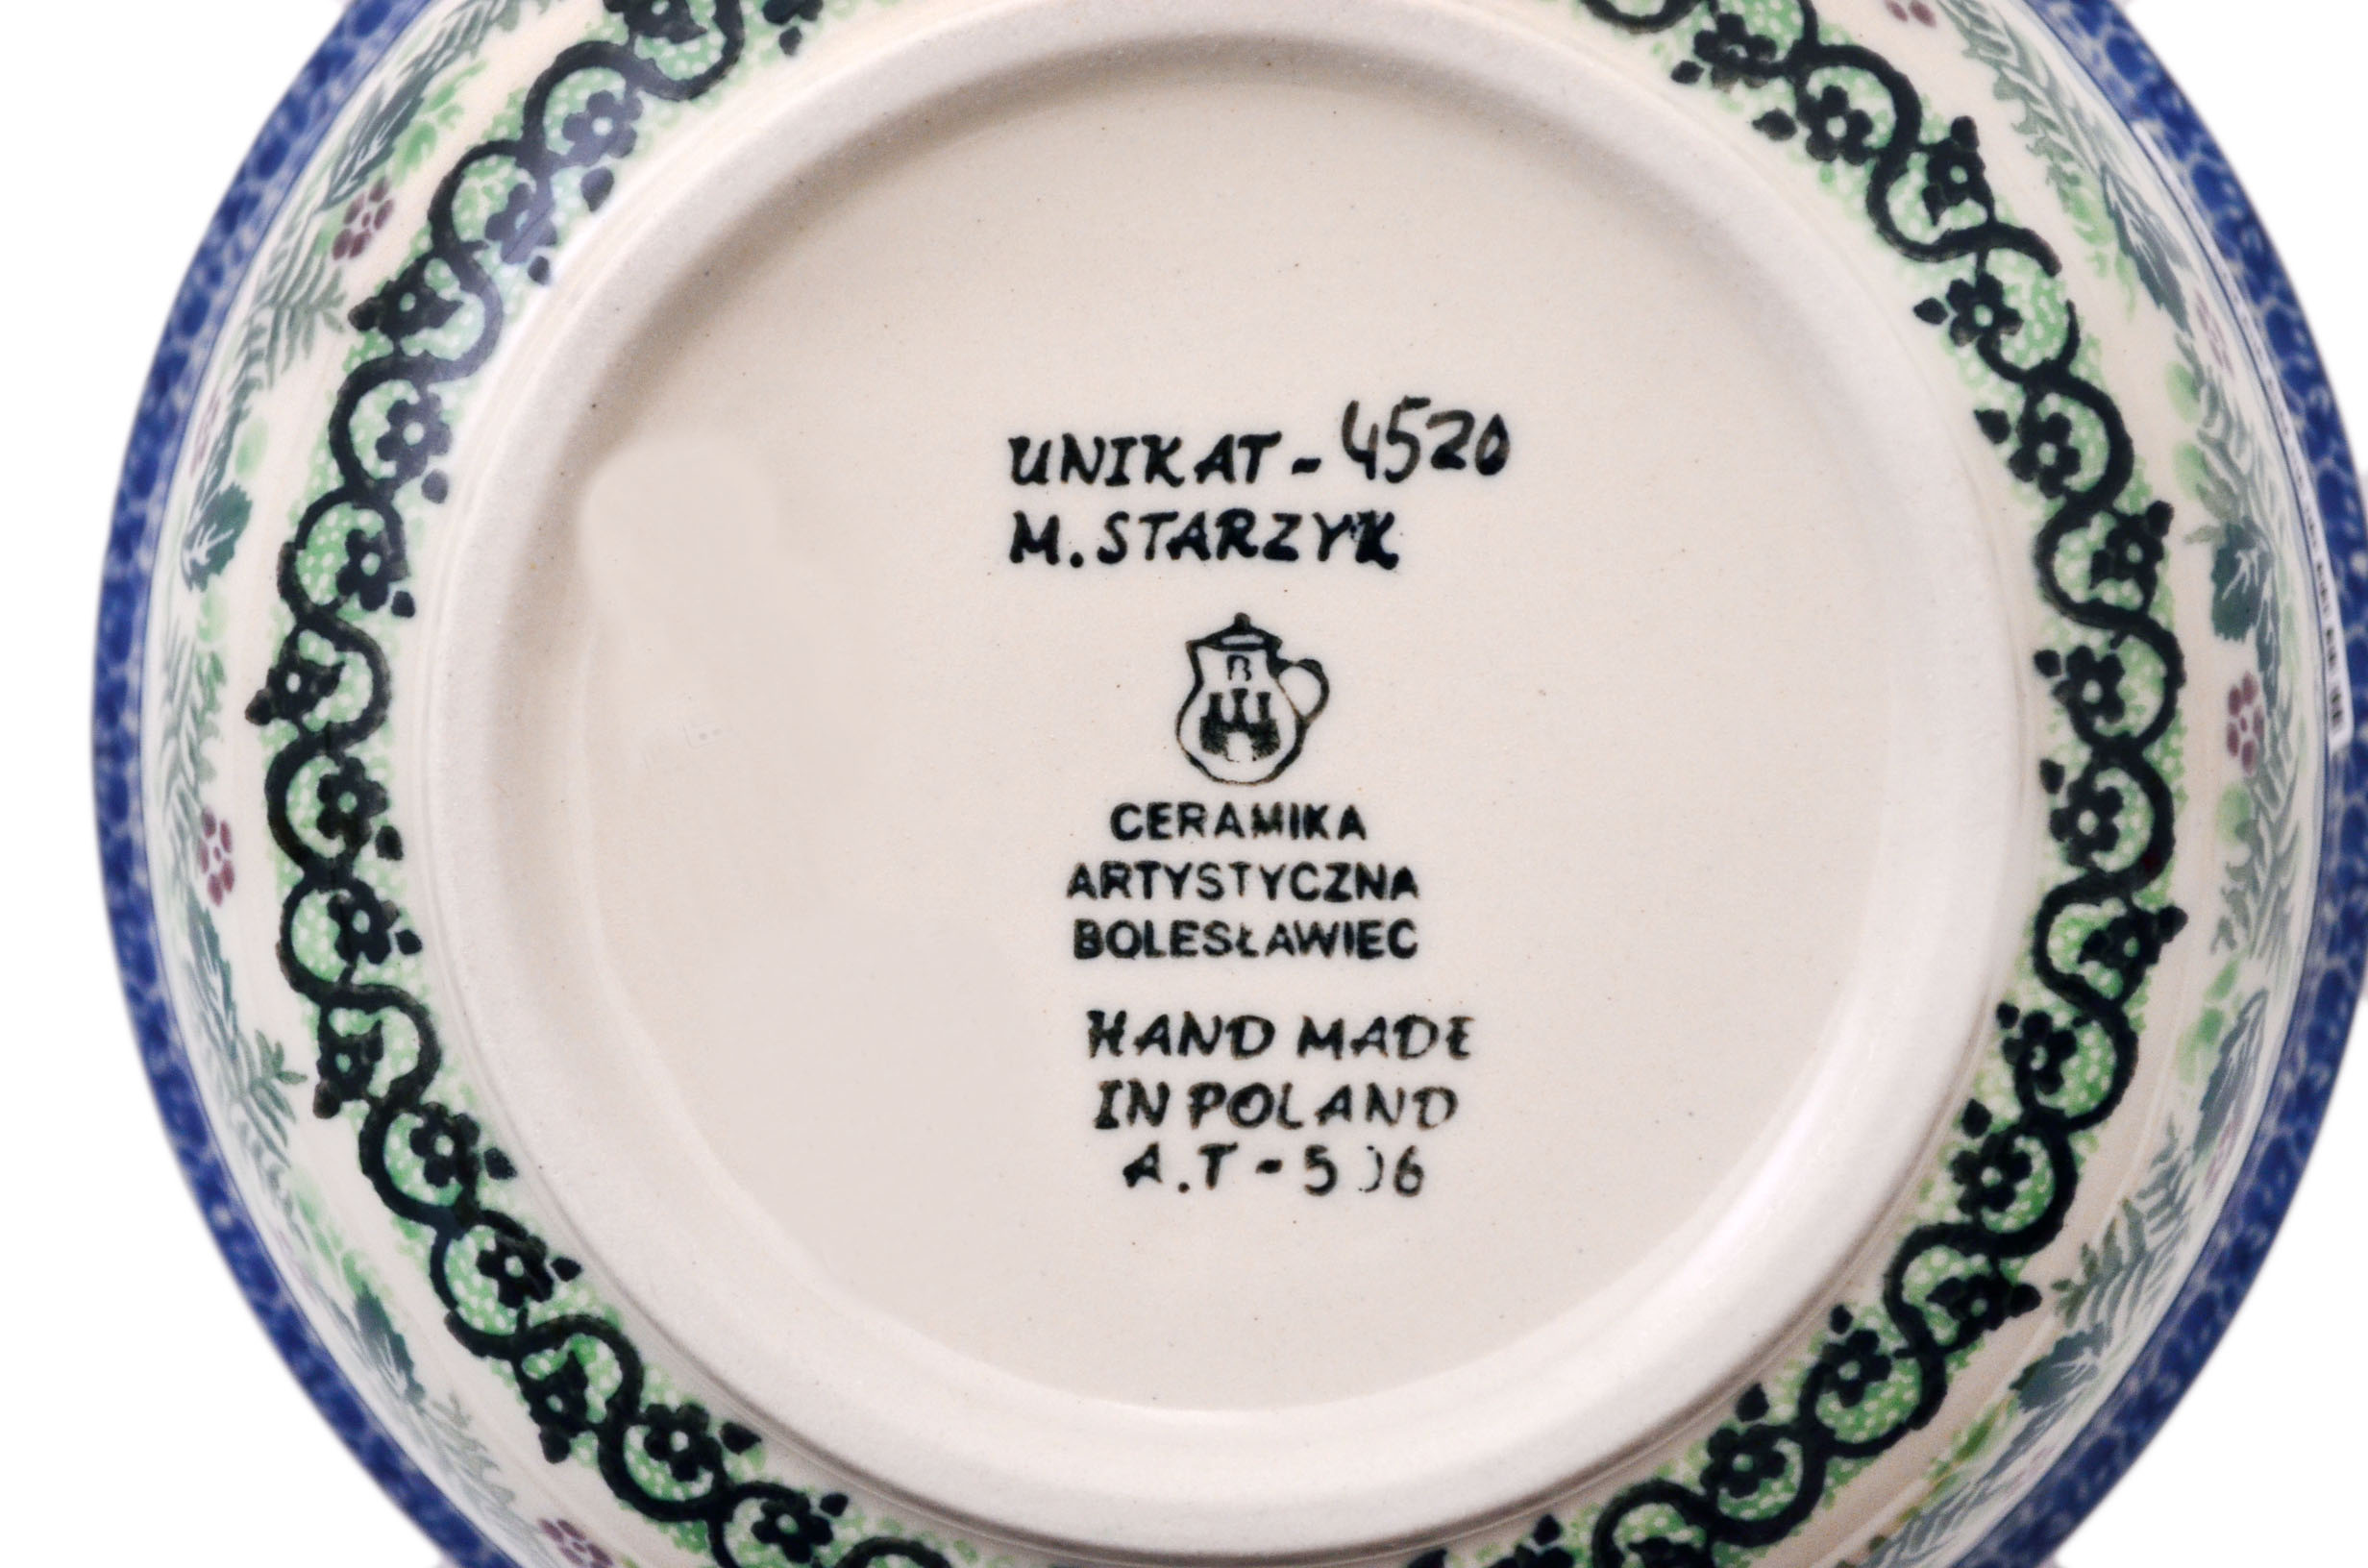 UNIKAT - 4520
M. STARZYK
B
CERAMIKA
ARTYSTYCZNA
BOLESŁAWIEC
HAND MADE
IN POLAND
A.T -